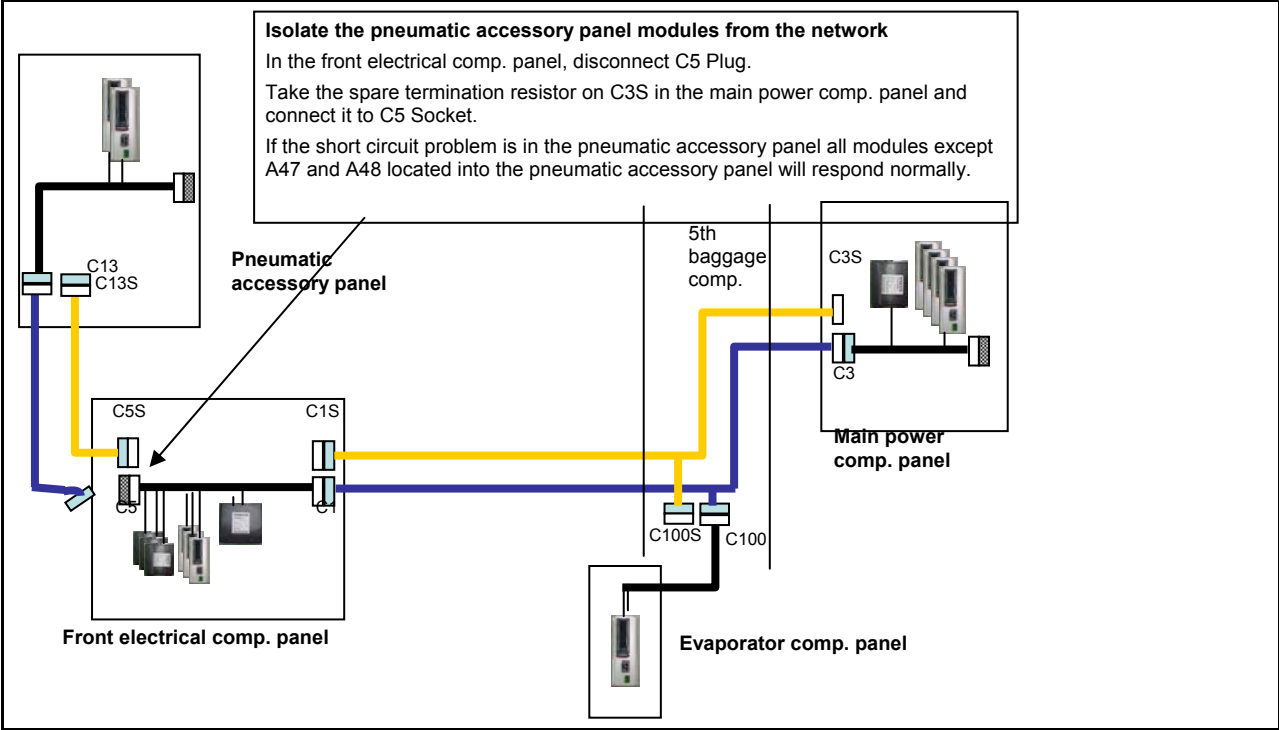 Isolate the pneumatic accessory panel modules from the network
In the front electrical comp. panel, disconnect C5 Plug.
Take the spare termination resistor on C3S in the main power comp. panel and
connect it to C5 Socket.
If the short circuit problem is in the pneumatic accessory panel all modules except
A47 and A48 located into the pneumatic accessory panel will respond normally.
C13
C13S
Pneumatic
accessory panel
5th
baggage
comp.
C3S
C3
Main power
comp. panel
C5S
C1S
C5
C1
C100S
C100
Front electrical comp. panel
Evaporator comp. panel